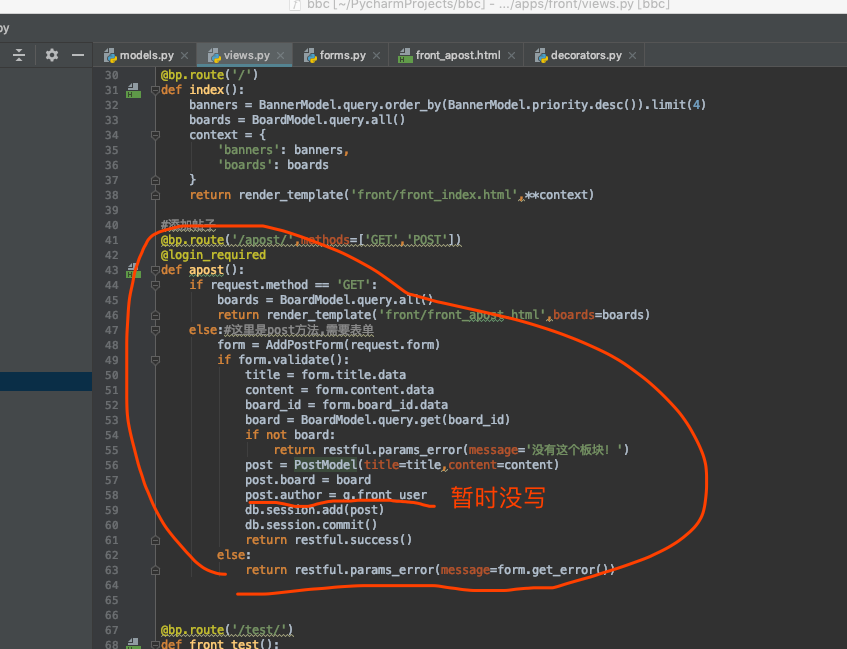 bbc [~/PycharmProjects/bbc] - .../apps/front/views.py [bbc]
py
models.py views.py forms.py front_apost.html decorators.py
30 @bp.route('/')
31 def index():
32 banners = BannerModel.query.order_by(BannerModel.priority.desc()).limit(4)
33 boards = BoardModel.query.all()
34 context = {
35 'banners': banners,
36 'boards': boards
37 }
38 return render_template('front/front_index.html',**context)
39
40 #添加帖子
41 @bp.route('/apost/',methods=['GET','POST'])
42 @login_required
43 def apost():
44 if request.method == 'GET':
45 boards = BoardModel.query.all()
46 return render_template('front/front_apost.html',boards=boards)
47 else:#这里是post方法,需要表单
48 form = AddPostForm(request.form)
49 if form.validate():
50 title = form.title.data
51 content = form.content.data
52 board_id = form.board_id.data
53 board = BoardModel.query.get(board_id)
54 if not board:
55 return restful.params_error(message='没有这个板块！')
56 post = PostModel(title=title,content=content)
57 post.board = board
58 post.author = g.front_user 暂时没写
59 db.session.add(post)
60 db.session.commit()
61 return restful.success()
62 else:
63 return restful.params_error(message=form.get_error())
64
65
66
67 @bp.route('/test/')
68 def front_test():